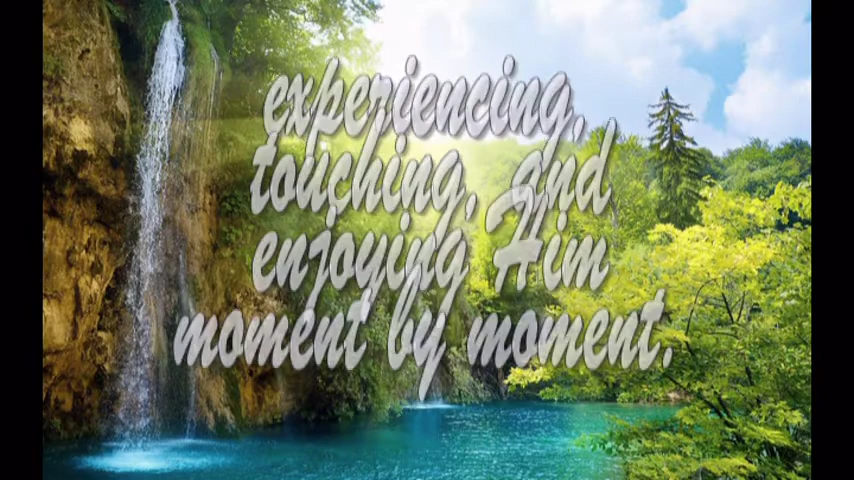 experiencing,
touching, and
enjoying Him
moment by moment.